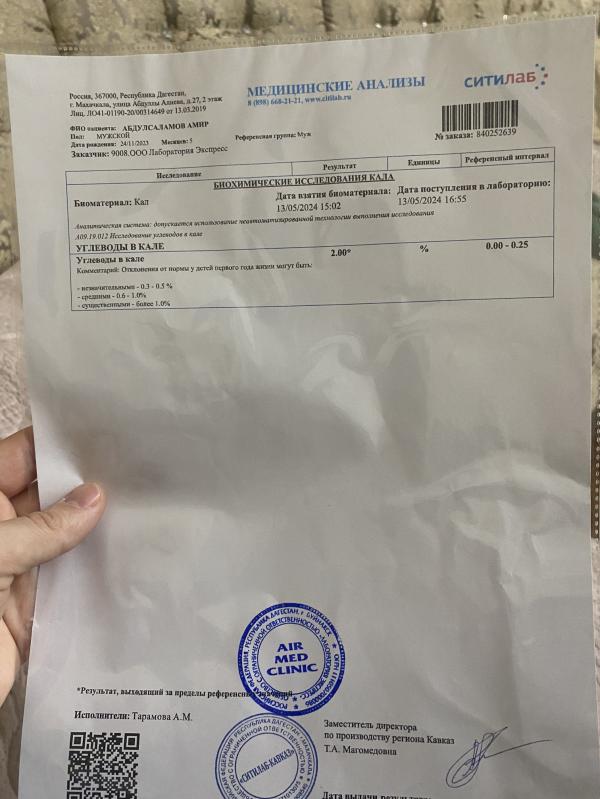 Россия, 367000, Республика Дагестан,
г. Махачкала, улица Абдуллы Алиева, д.27, 2 этаж
Лиц. ЛО41-01190-20/00314649 от 13.05.2019
МЕДИЦИНСКИЕ АНАЛИЗЫ
8 (898) 668-21-21, www.citilab.ru
СИТИЛАБ
№ заказа: 840252639
ФИО пациента: АБДУЛСАЛАМОВ АМИР
Пол: МУЖСКОЙ
Дата рождения: 24/11/2023 Месяцев: 5
Референсная группа: Муж
Заказчик: 9008.ООО Лаборатория Экспресс
Исследование Результат Единицы Референсный интервал
БИОХИМИЧЕСКИЕ ИССЛЕДОВАНИЯ КАЛА
Биоматериал: Кал Дата взятия биоматериала: Дата поступления в лабораторию:
13/05/2024 15:02 13/05/2024 16:55
Аналитическая система: допускается использование неавтоматизированной технологии выполнения исследования
A09.19.012 Исследование углеводов в кале
УГЛЕВОДЫ В КАЛЕ
Углеводы в кале 2.00* % 0.00 - 0.25
Комментарий: Отклонения от нормы у детей первого года жизни могут быть:
- незначительными - 0.3 - 0.5 %
- средними - 0.6 - 1.0%
- существенными - более 1.0%
AIR
MED
CLINIC
*Результат, выходящий за пределы референсных значений
Исполнители: Тарамова А.М.
Заместитель директора
по производству региона Кавказ
Т.А. Магомедовна
«СИТИЛАБ-КАВКАЗ»